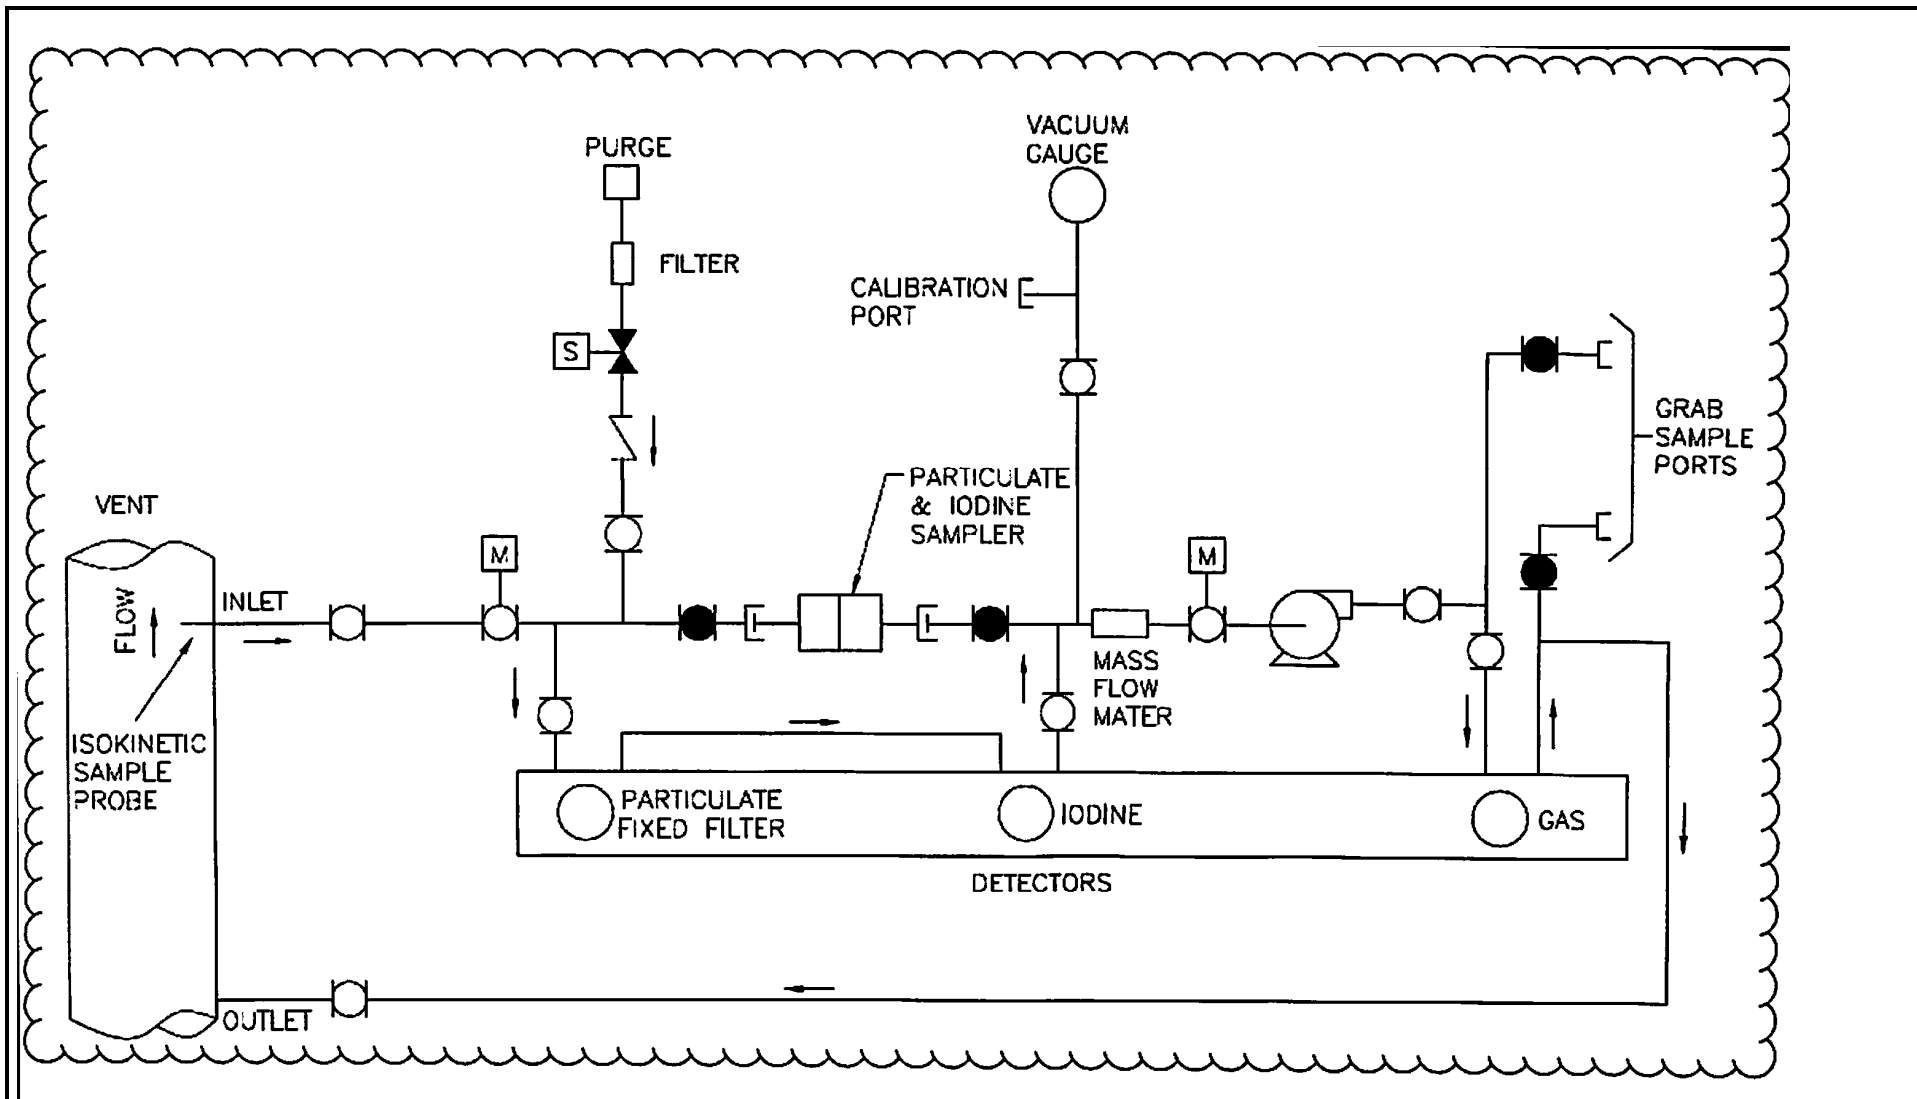 PURGE
FILTER
S
VACUUM
GAUGE
CALIBRATION
PORT
GRAB
SAMPLE
PORTS
PARTICULATE
& IODINE
SAMPLER
VENT
FLOW
INLET
M
M
ISOKINETIC
SAMPLE
PROBE
MASS
FLOW
MATER
PARTICULATE
FIXED FILTER
IODINE
GAS
DETECTORS
OUTLET